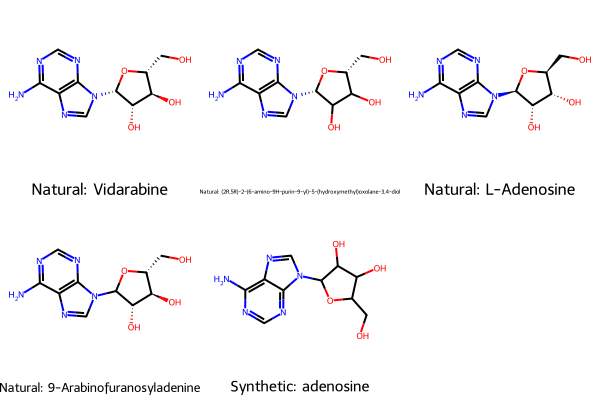 N N N N N N N N N N N N
H₂N N O OH H₂N N O OH H₂N N O OH
N OH OH N OH OH N OH OH
Natural: Vidarabine
Natural: (2R,5R)-2-(6-amino-9H-purin-9-yl)-5-(hydroxymethyl)oxolane-3,4-diol
Natural: L-Adenosine
N N O OH
H₂N N OH
N OH
Natural: 9-Arabinofuranosyladenine
OH
N OH
H₂N N O
N N OH
Synthetic: adenosine